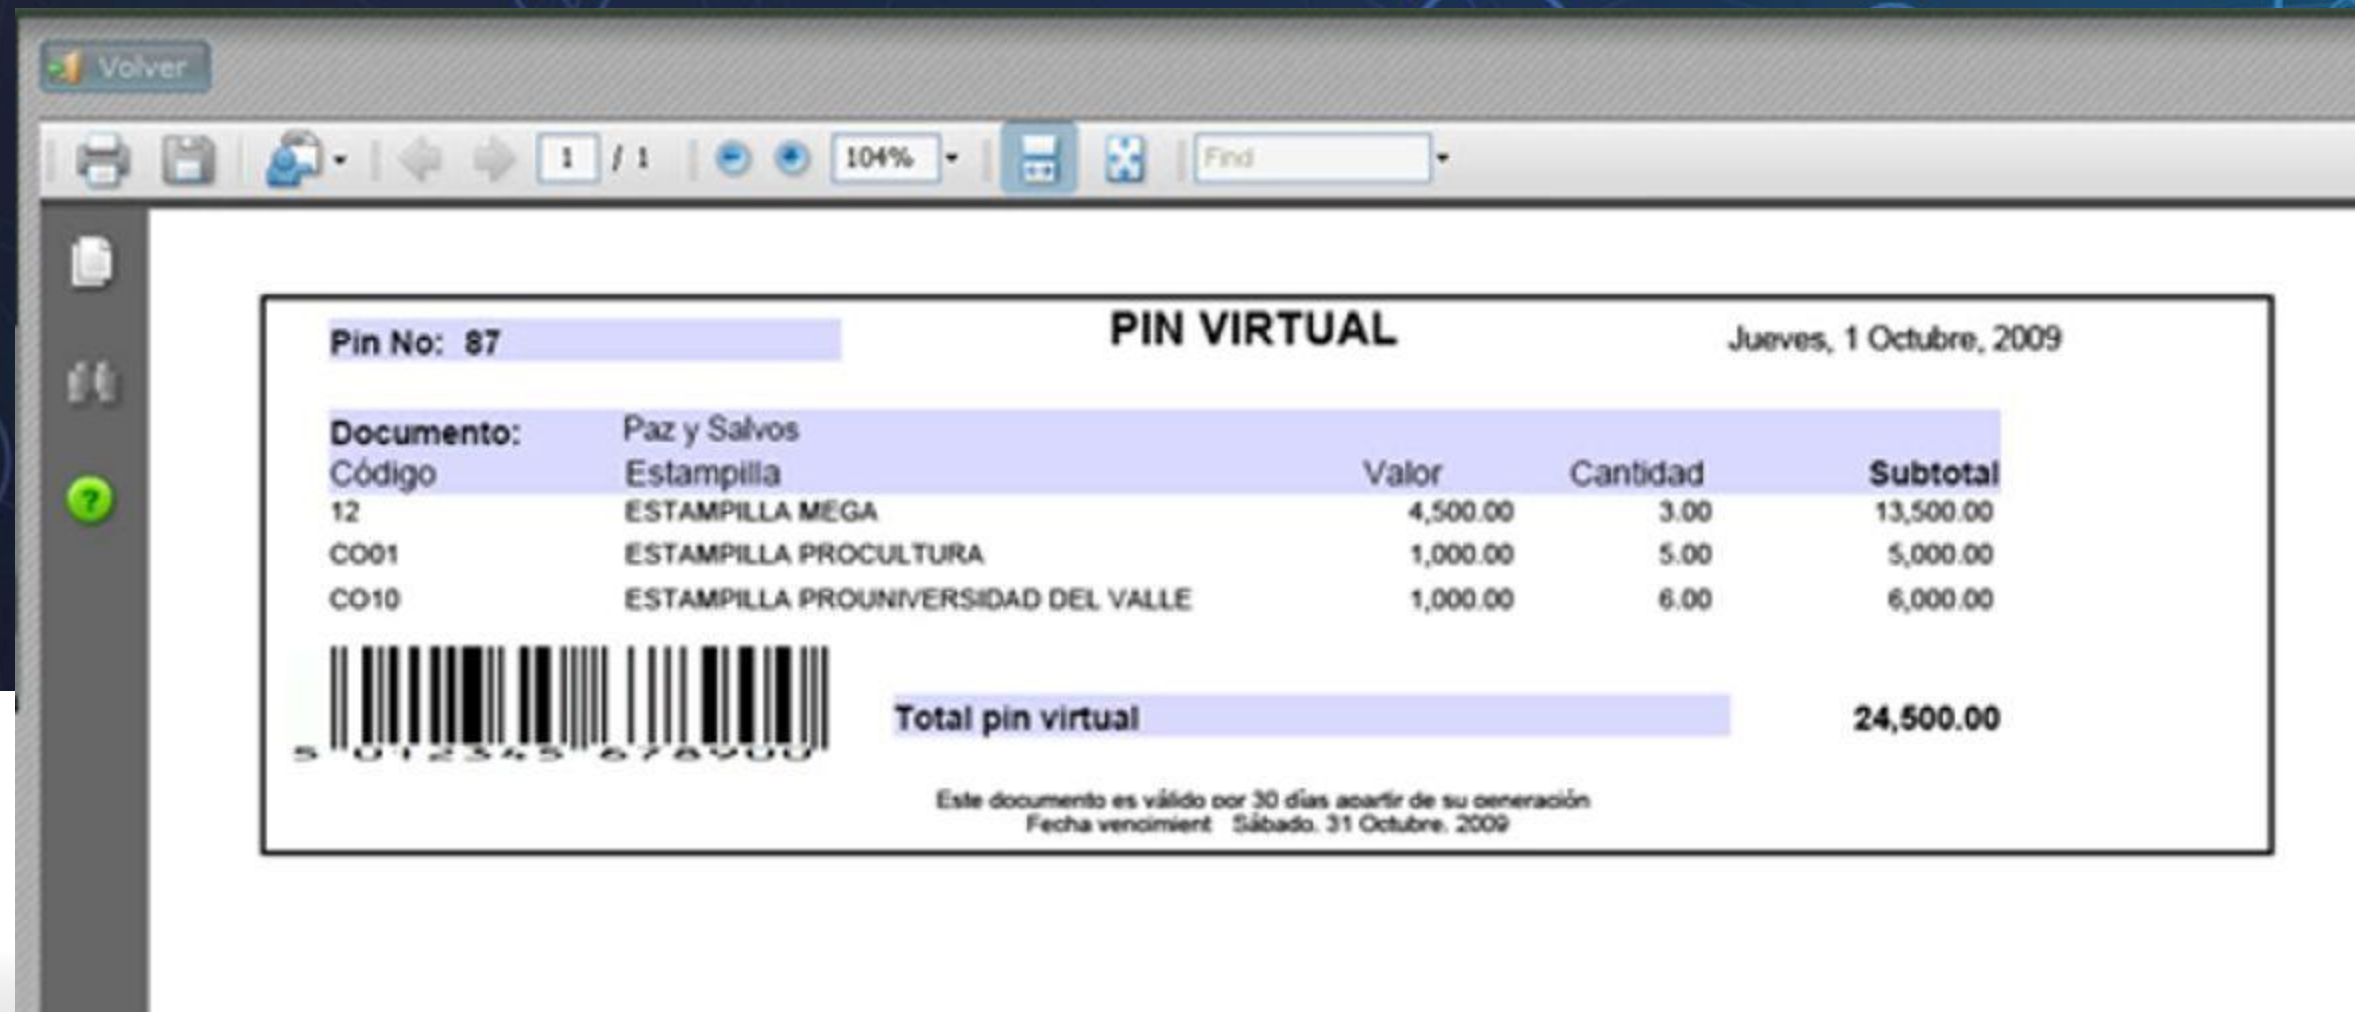 Volver
1 / 1 104% Find
Pin No: 87 PIN VIRTUAL Jueves, 1 Octubre, 2009
Documento: Paz y Salvos
Código Estampilla Valor Cantidad Subtotal
12 ESTAMPILLA MEGA 4,500.00 3.00 13,500.00
CO01 ESTAMPILLA PROCULTURA 1,000.00 5.00 5,000.00
CO10 ESTAMPILLA PROUNIVERSIDAD DEL VALLE 1,000.00 6.00 6,000.00
Total pin virtual 24,500.00
5 012345 678900
Este documento es válido por 30 días apartir de su generación
Fecha vencimient Sábado, 31 Octubre, 2009